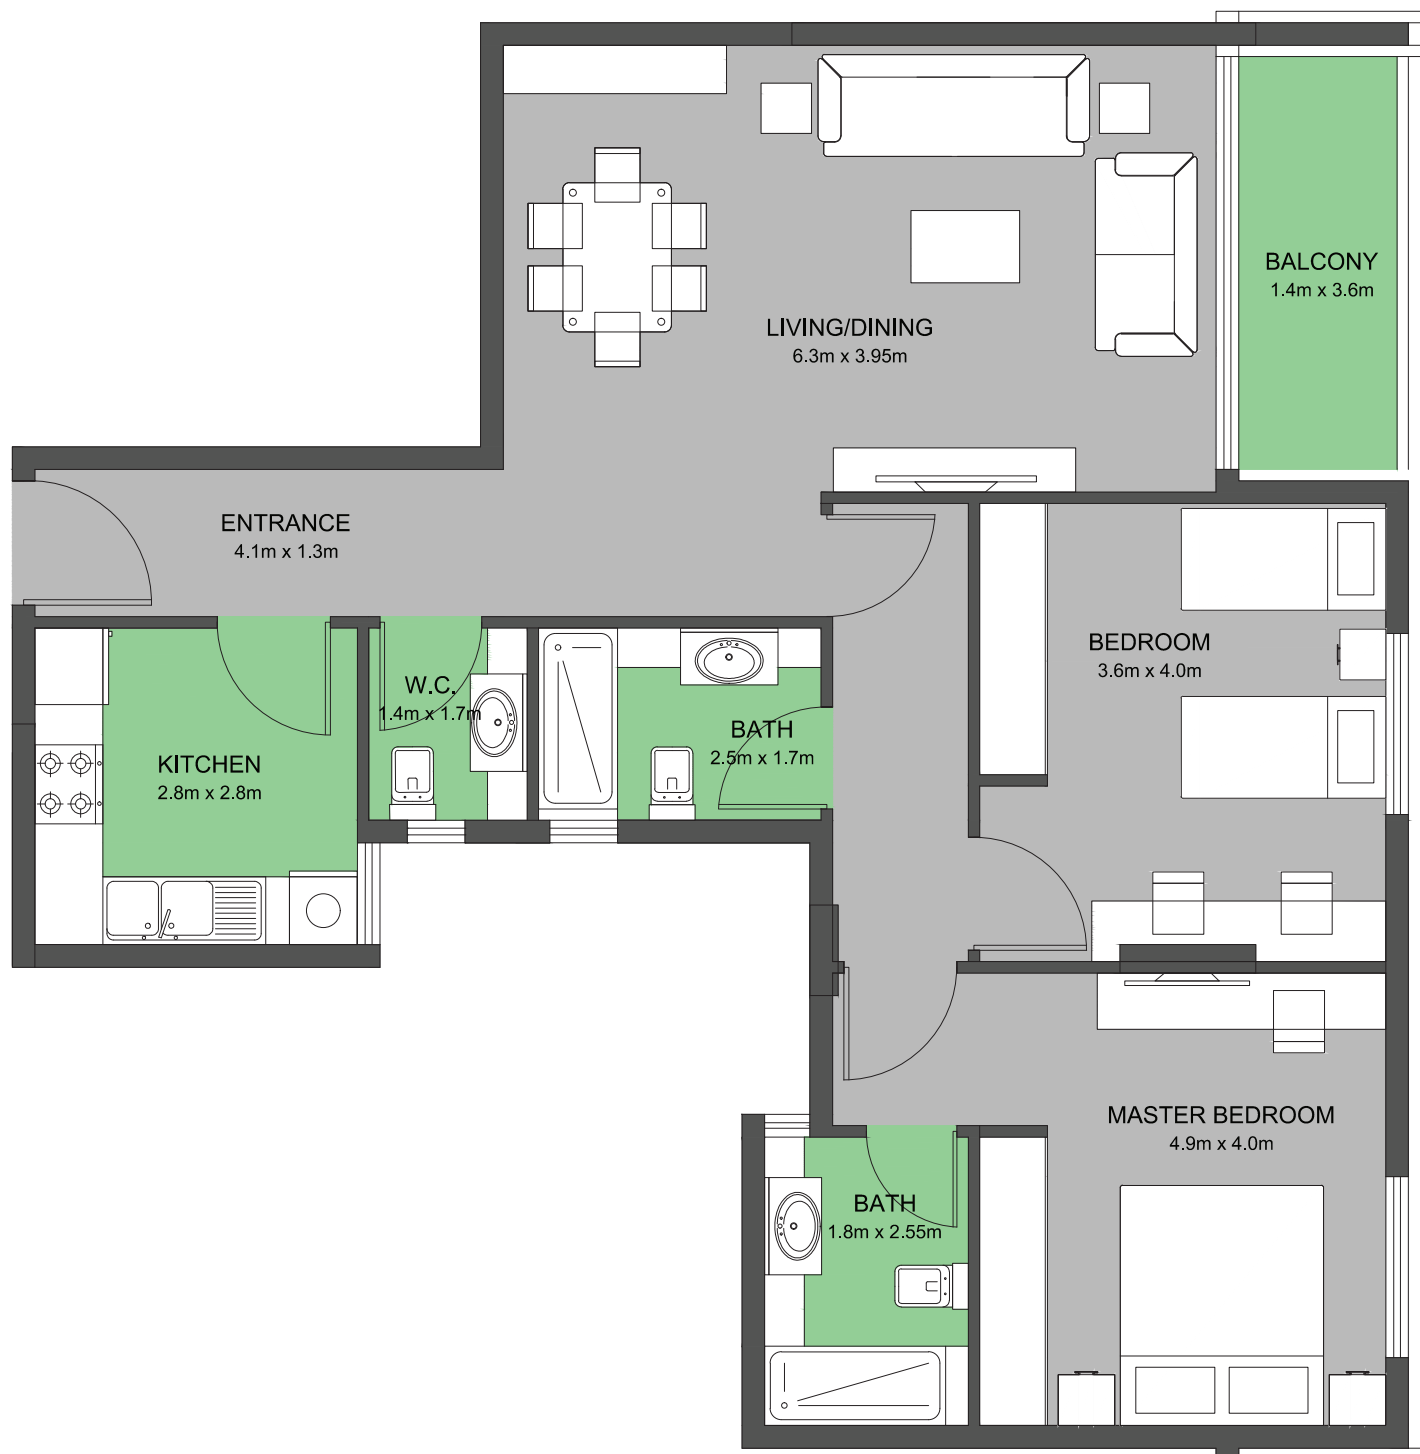 BALCONY
1.4m x 3.6m
LIVING/DINING
6.3m x 3.95m
ENTRANCE
4.1m x 1.3m
BEDROOM
3.6m x 4.0m
W.C.
1.4m x 1.7m
BATH
2.5m x 1.7m
KITCHEN
2.8m x 2.8m
MASTER BEDROOM
4.9m x 4.0m
BATH
1.8m x 2.55m